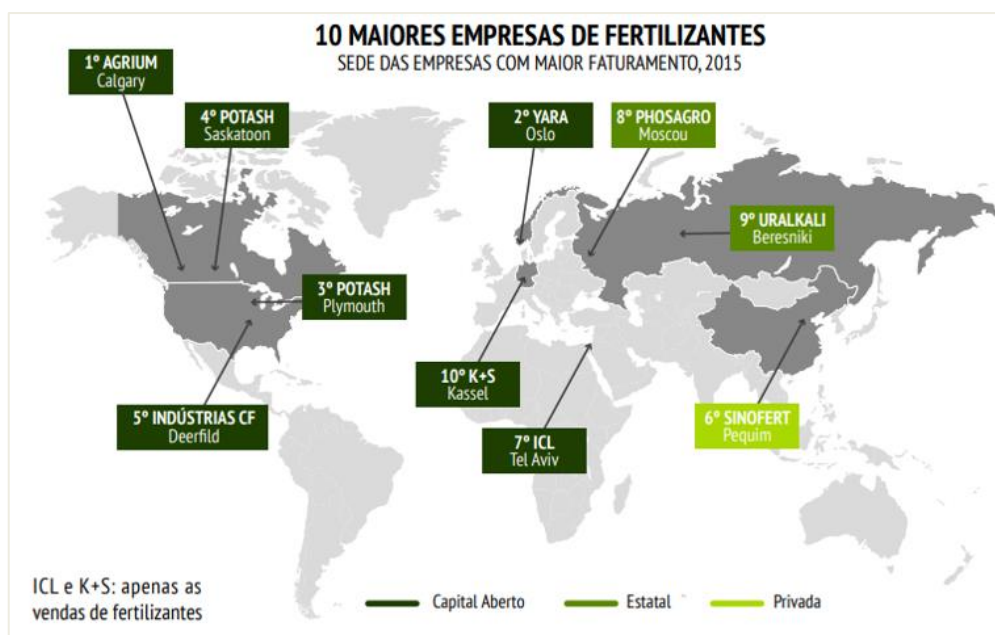 10 MAIORES EMPRESAS DE FERTILIZANTES
SEDE DAS EMPRESAS COM MAIOR FATURAMENTO, 2015
1º AGRIUM
Calgary
4º POTASH
Saskatoon
2º YARA
Oslo
8º PHOSAGRO
Moscou
9º URALKALI
Beresniki
3º POTASH
Plymouth
10º K+S
Kassel
5º INDÚSTRIAS CF
Deerfild
6º SINOFERT
Pequim
7º ICL
Tel Aviv
ICL e K+S: apenas as
vendas de fertilizantes
Capital Aberto
Estatal
Privada